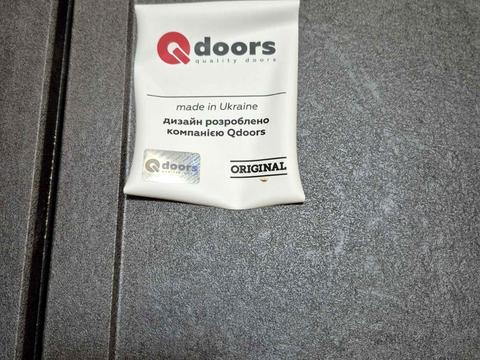 Qdoors
quality doors
made in Ukraine
дизайн розроблено
компанією Qdoors
Qdoors
ORIGINAL